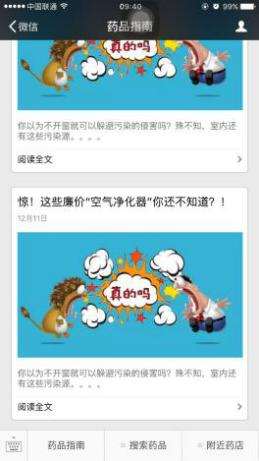 中国联通 09:40 99%
微信 药品指南
真的吗
你以为不开窗就可以躲避污染的侵害吗？殊不知，室内还
有这些污染源。。。。
阅读全文
惊！这些廉价“空气净化器”你还不知道？！
12月11日
真的吗
你以为不开窗就可以躲避污染的侵害吗？殊不知，室内还
有这些污染源。。。。
阅读全文
药品指南 搜索药品 附近药店